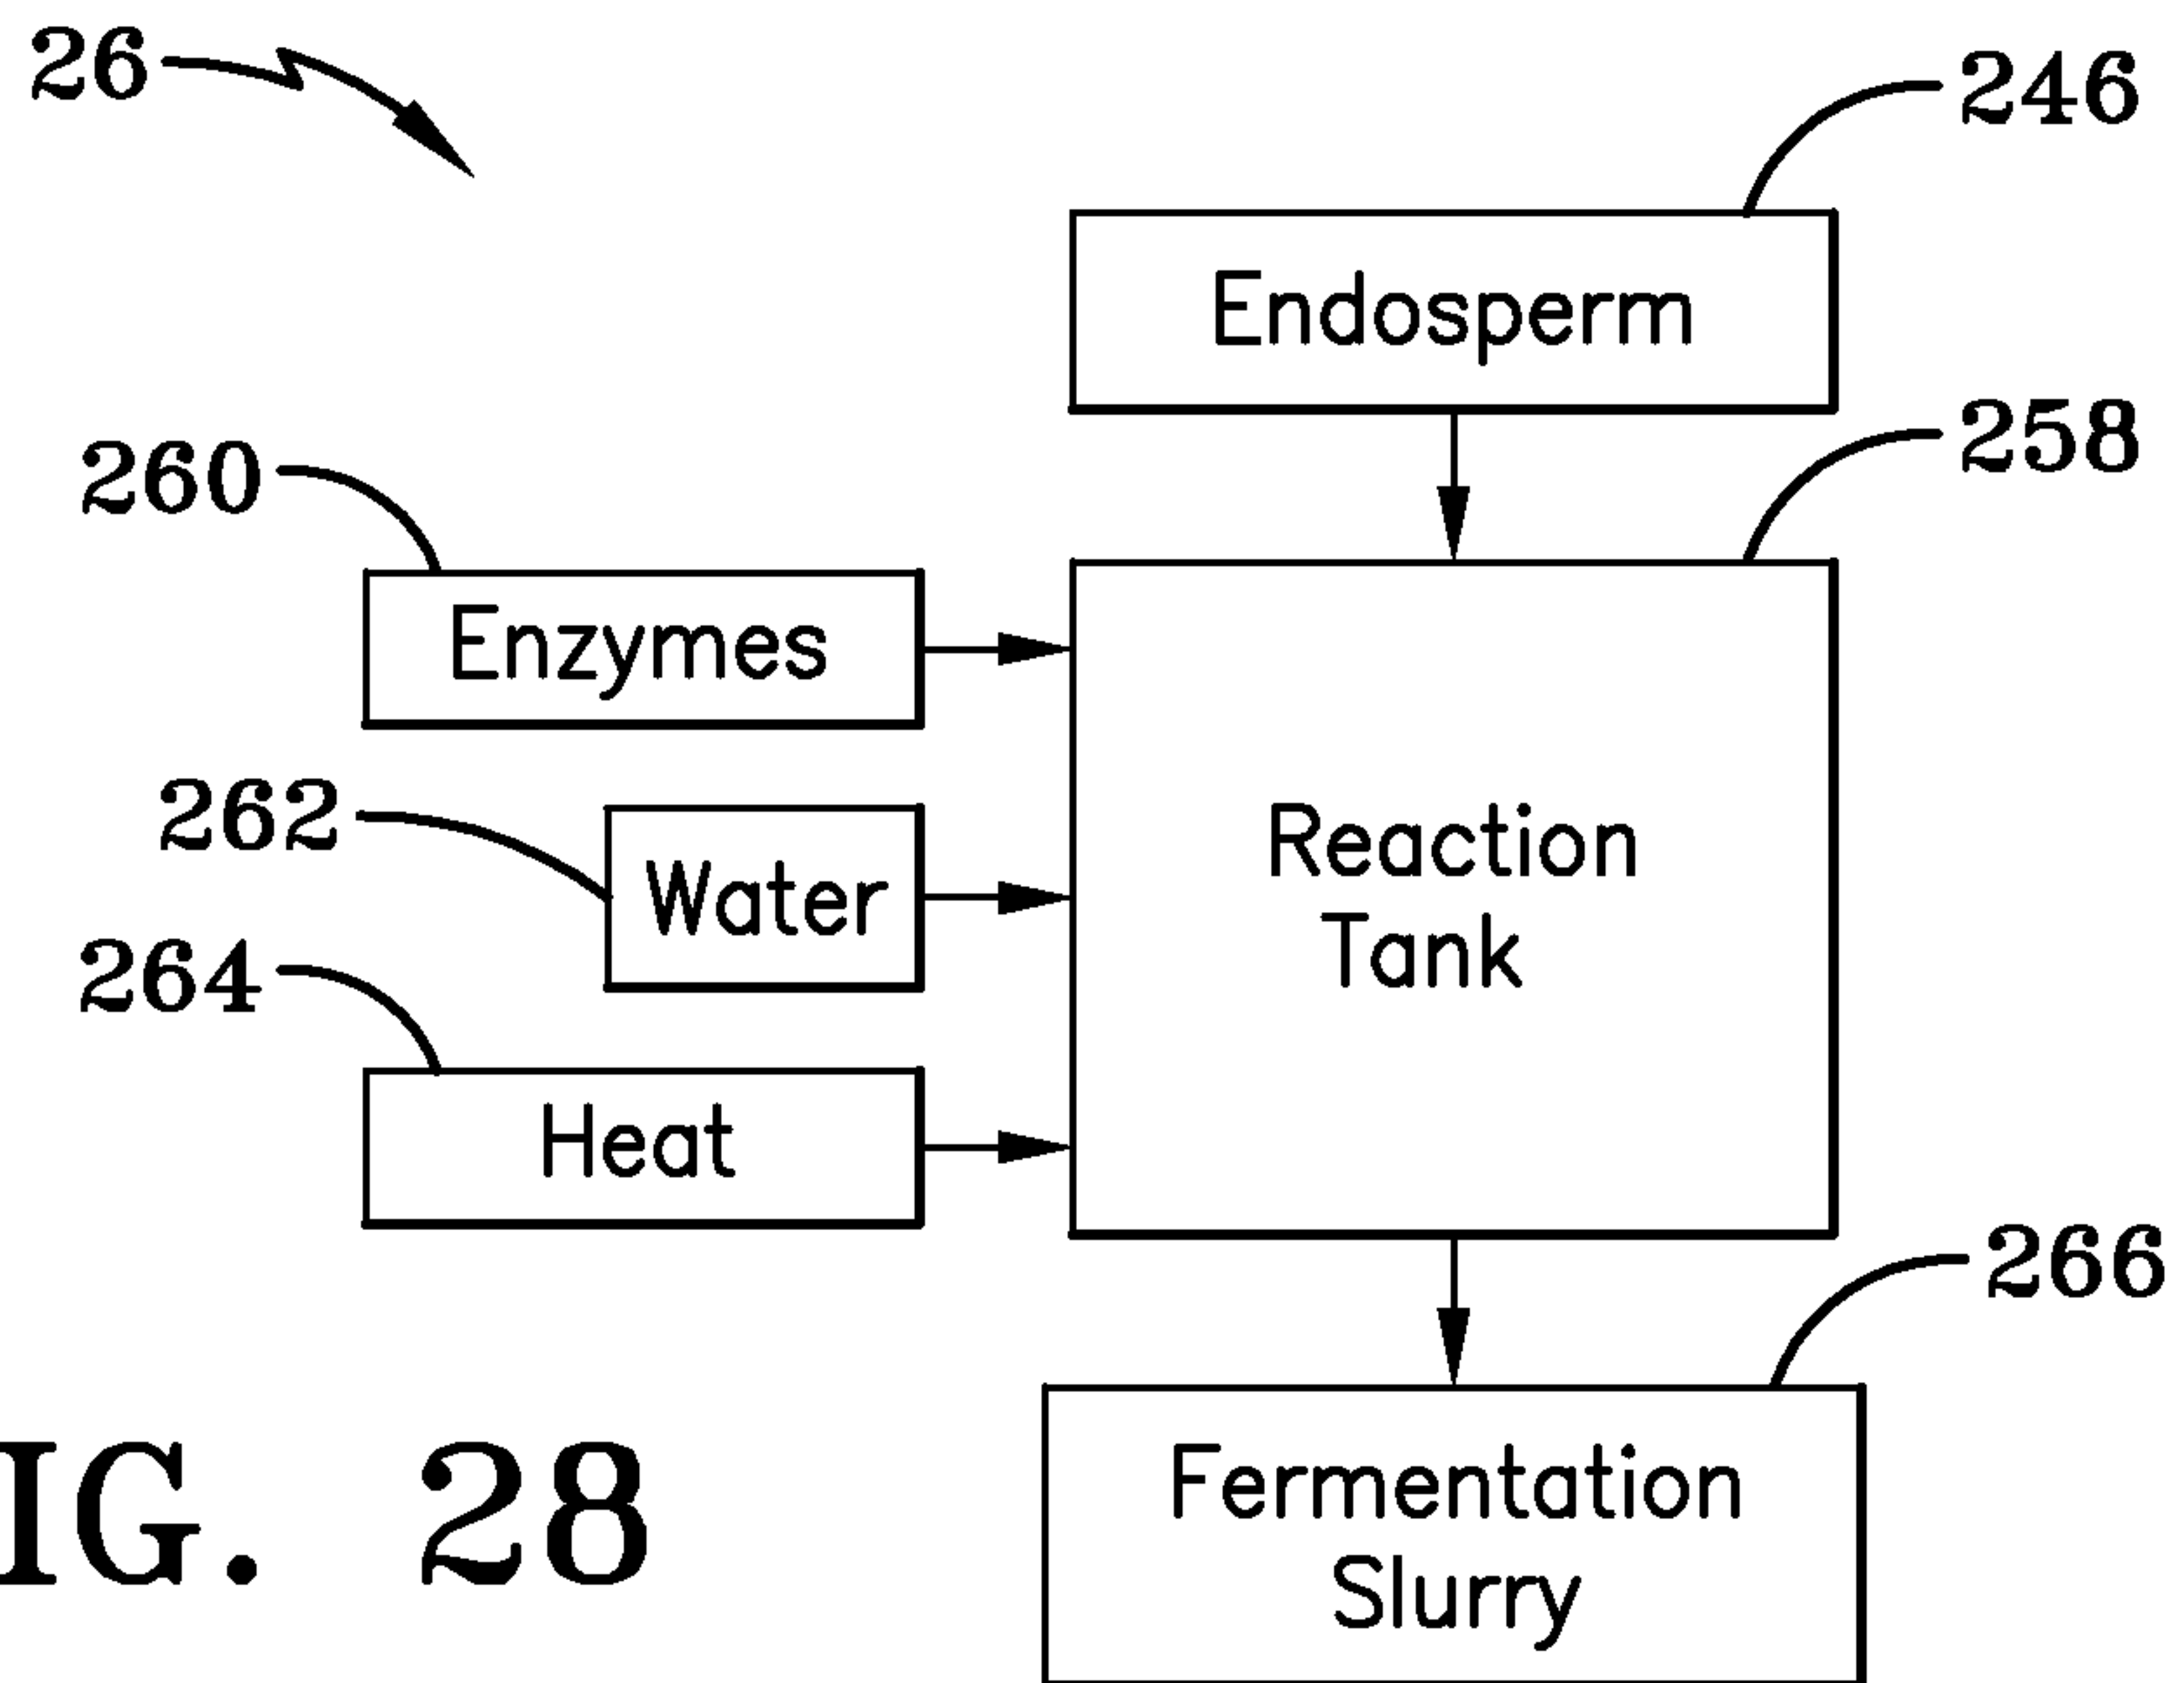 26
246
Endosperm
258
260
Enzymes
262
Water
Reaction
Tank
264
Heat
266
Fermentation
Slurry
IG. 28